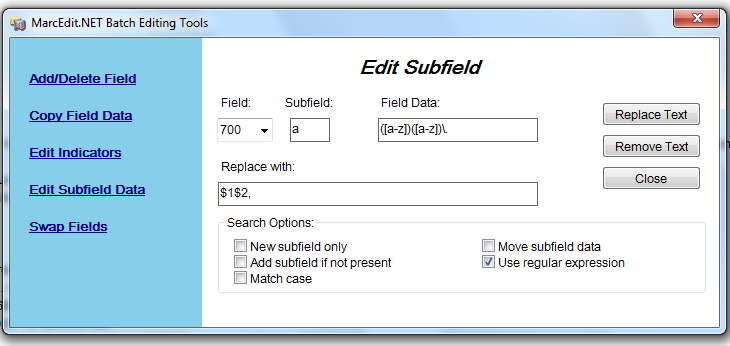 MarcEdit.NET Batch Editing Tools
Edit Subfield
Add/Delete Field
Copy Field Data
Edit Indicators
Edit Subfield Data
Swap Fields
Field: Subfield: Field Data:
700 a ([a-z])([a-z])\.
Replace with:
$1$2,
Replace Text
Remove Text
Close
Search Options:
New subfield only
Add subfield if not present
Match case
Move subfield data
Use regular expression